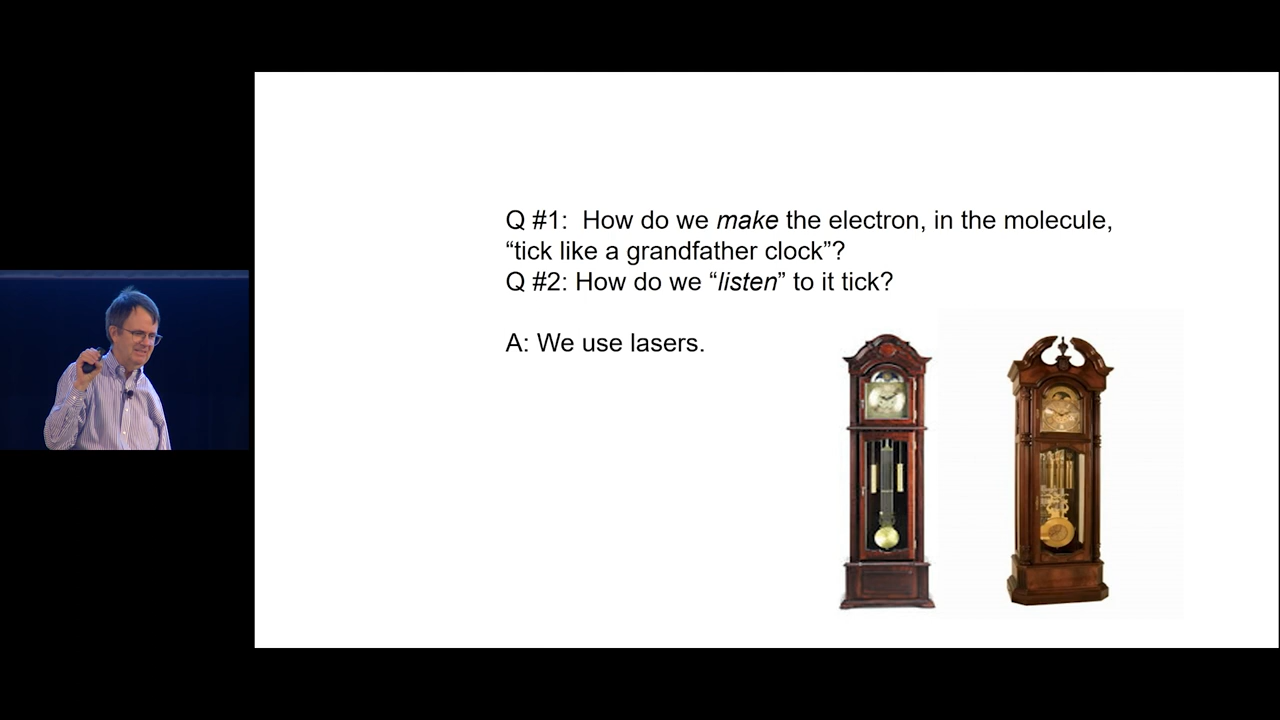 Q #1:  How do we make the electron, in the molecule,
“tick like a grandfather clock”?
Q #2: How do we “listen” to it tick?
A: We use lasers.